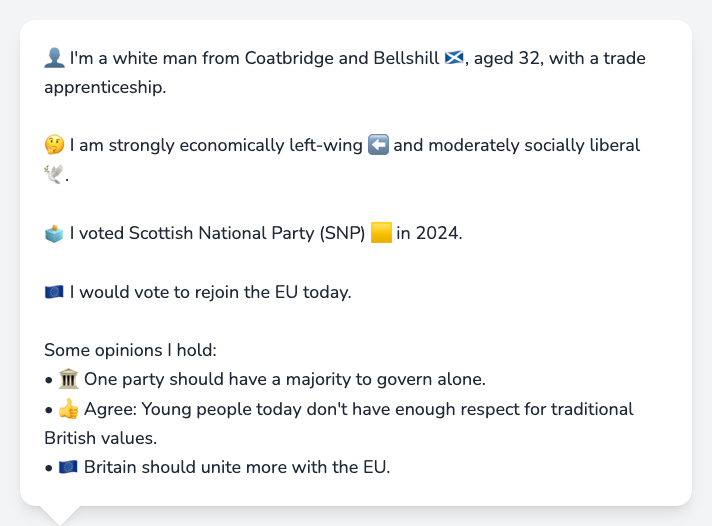 👤 I'm a white man from Coatbridge and Bellshill 🏴󠁧󠁢󠁳󠁣󠁴󠁿, aged 32, with a trade
apprenticeship.
🤔 I am strongly economically left-wing ⬅️ and moderately socially liberal
🕊️.
🗳️ I voted Scottish National Party (SNP) 🟨 in 2024.
🇪🇺 I would vote to rejoin the EU today.
Some opinions I hold:
• 🏛️ One party should have a majority to govern alone.
• 👍 Agree: Young people today don't have enough respect for traditional
British values.
• 🇪🇺 Britain should unite more with the EU.